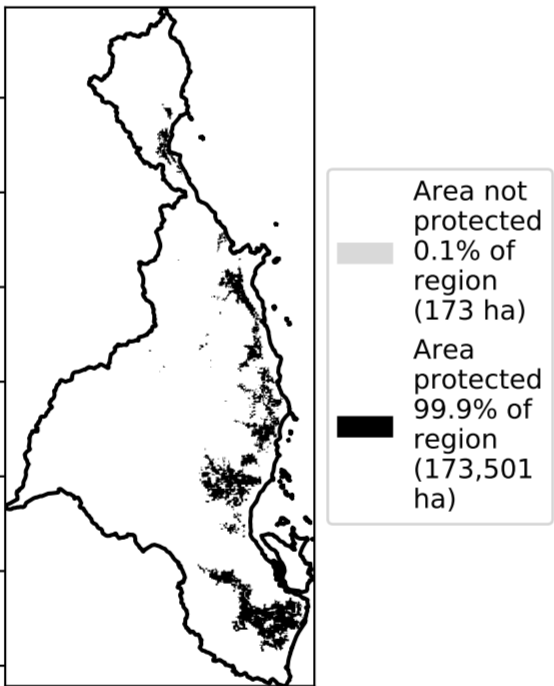 Area not
protected
0.1% of
region
(173 ha)
Area
protected
99.9% of
region
(173,501
ha)